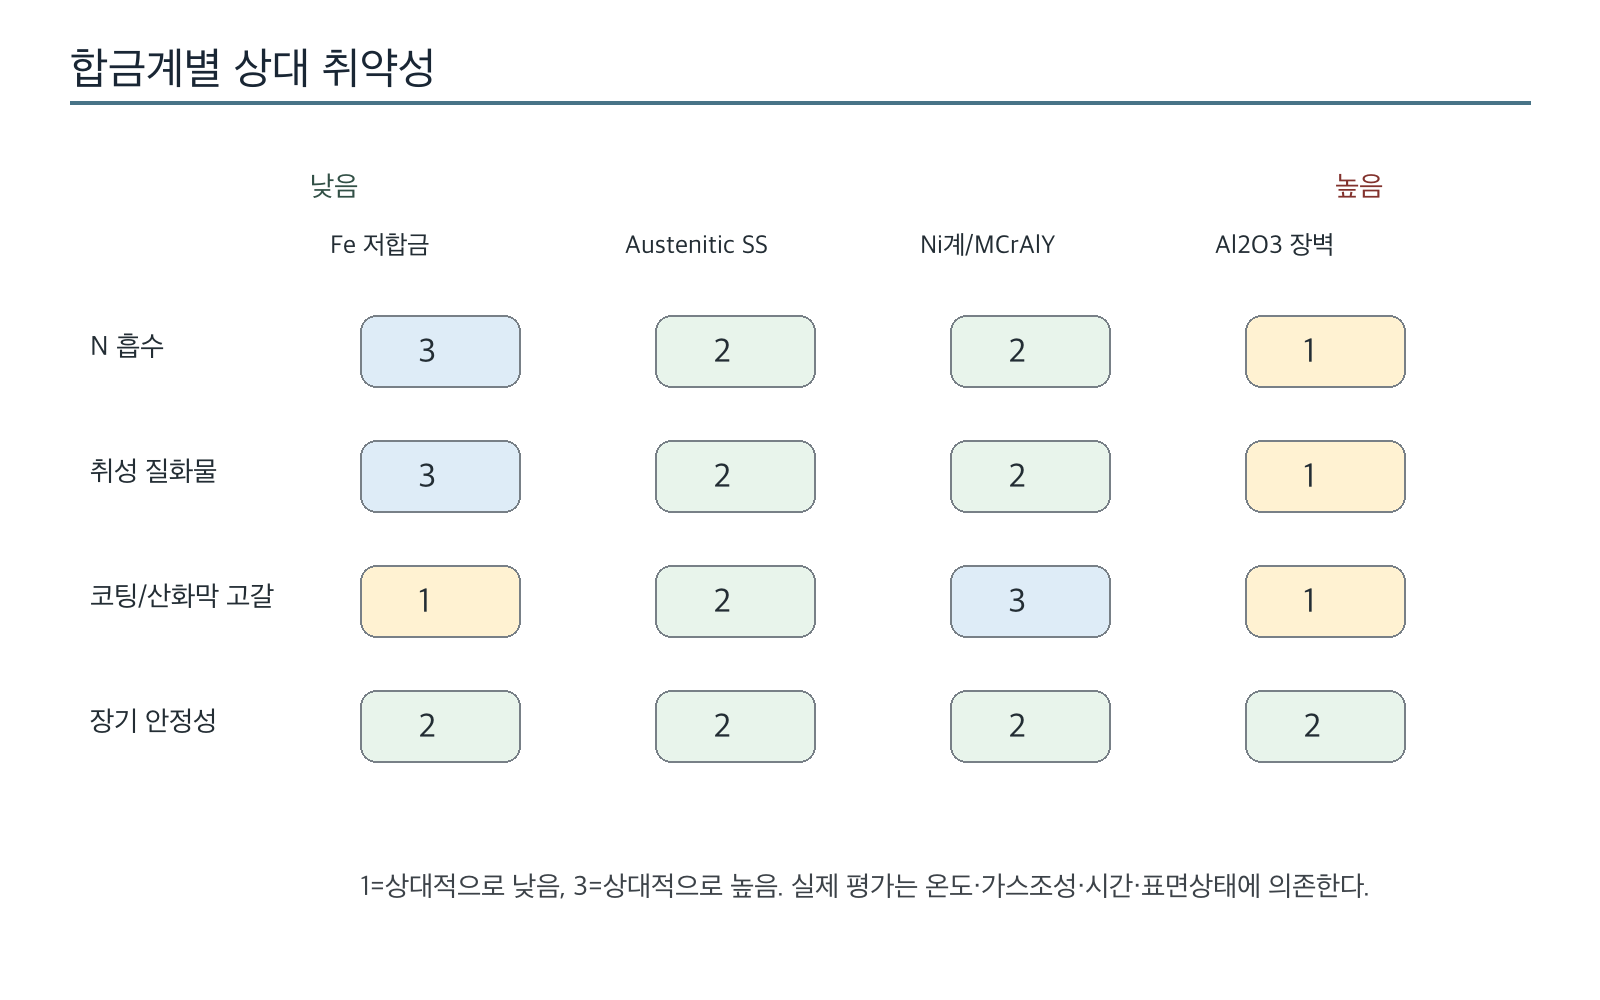 합금계별 상대 취약성
낮음 높음
Fe 저합금 Austenitic SS Ni계/MCrAlY Al2O3 장벽
N 흡수 3 2 2 1
취성 질화물 3 2 2 1
코팅/산화막 고갈 1 2 3 1
장기 안정성 2 2 2 2
1=상대적으로 낮음, 3=상대적으로 높음. 실제 평가는 온도·가스조성·시간·표면상태에 의존한다.